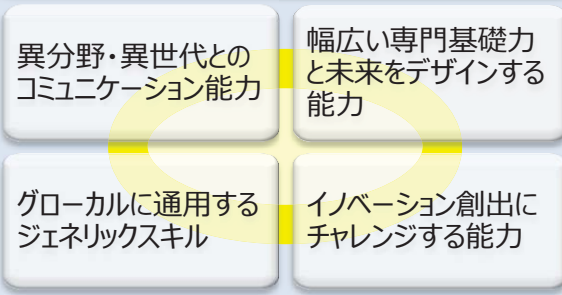 異分野・異世代との
コミュニケーション能力
幅広い専門基礎力
と未来をデザインする
能力
グローカルに通用する
ジェネリックスキル
イノベーション創出に
チャレンジする能力